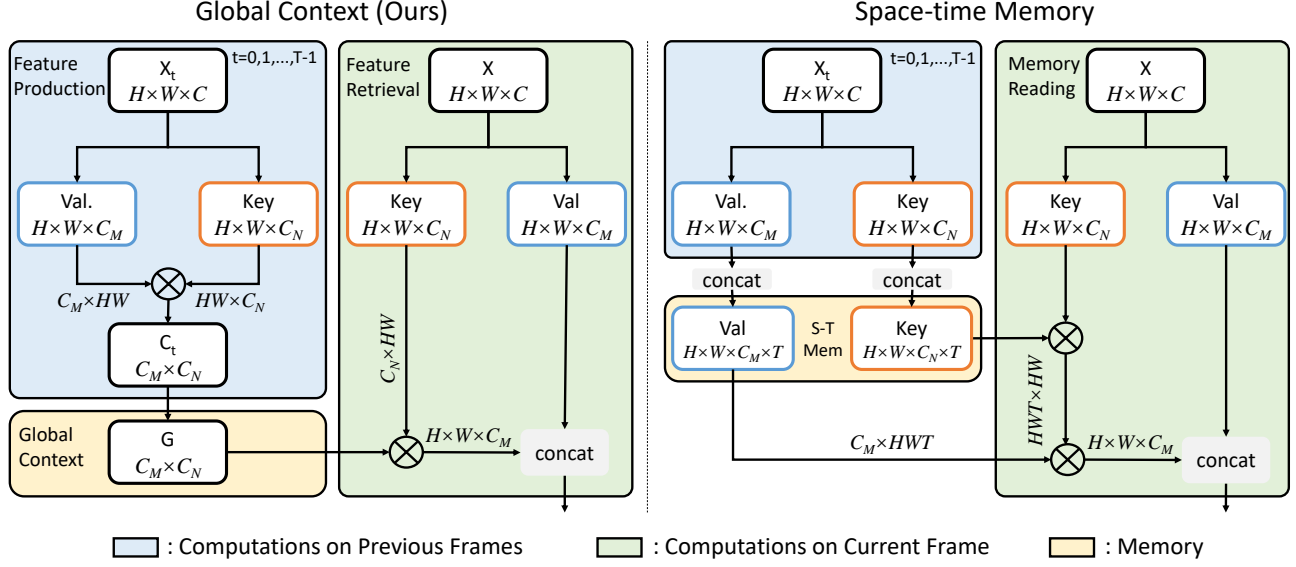 Global Context (Ours)
Space-time Memory
Feature
Production
t=0,1,...,T-1
X_t
H×W×C
Val.
H×W×C_M
Key
H×W×C_N
C_M×HW
HW×C_N
C_t
C_M×C_N
Global
Context
G
C_M×C_N
Feature
Retrieval
X
H×W×C
Key
H×W×C_N
Val
H×W×C_M
C_N×HW
H×W×C_M
concat
t=0,1,...,T-1
X_t
H×W×C
Val.
H×W×C_M
Key
H×W×C_N
concat
concat
Val
H×W×C_M×T
S-T
Mem
Key
H×W×C_N×T
C_M×HWT
Memory
Reading
X
H×W×C
Key
H×W×C_N
Val
H×W×C_M
HWT×HW
H×W×C_M
concat
: Computations on Previous Frames
: Computations on Current Frame
: Memory